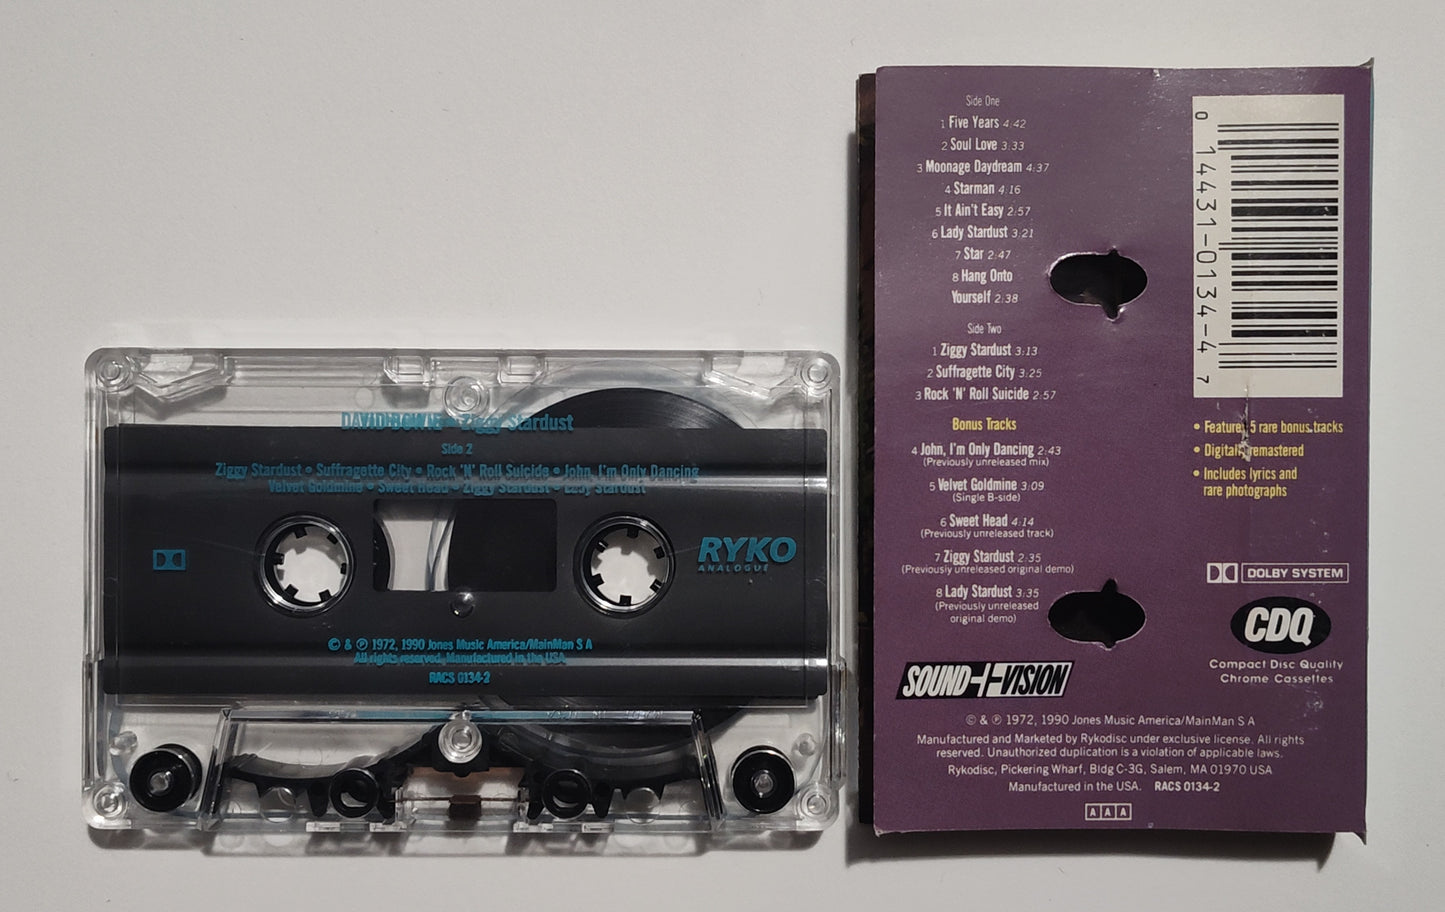 DAVID BOWIE • Ziggy Stardust
Side 2
Ziggy Stardust • Suffragette City • Rock 'N' Roll Suicide • John, I'm Only Dancing
Velvet Goldmine • Sweet Head • Ziggy Stardust • Lady Stardust
RYKO
ANALOGUE
© & ℗ 1972, 1990 Jones Music America/MainMan S A
All rights reserved. Manufactured in the USA
RACS 0134-2
Side One
1 Five Years 4:42
2 Soul Love 3:33
3 Moonage Daydream 4:37
4 Starman 4:16
5 It Ain't Easy 2:57
6 Lady Stardust 3:21
7 Star 2:47
8 Hang Onto
Yourself 2:38
Side Two
1 Ziggy Stardust 3:13
2 Suffragette City 3:25
3 Rock 'N' Roll Suicide 2:57
Bonus Tracks
4 John, I'm Only Dancing 2:43
(Previously unreleased mix)
5 Velvet Goldmine 3:09
(Single B-side)
6 Sweet Head 4:14
(Previously unreleased track)
7 Ziggy Stardust 2:35
(Previously unreleased original demo)
8 Lady Stardust 3:35
(Previously unreleased
original demo)
0 14431-0134-4 7
• Features 5 rare bonus tracks
• Digitally remastered
• Includes lyrics and
rare photographs
DOLBY SYSTEM
CDQ
Compact Disc Quality
Chrome Cassettes
SOUND+VISION
© & ℗ 1972, 1990 Jones Music America/MainMan S A
Manufactured and Marketed by Rykodisc under exclusive license. All rights
reserved. Unauthorized duplication is a violation of applicable laws.
Rykodisc, Pickering Wharf, Bldg C-3G, Salem, MA 01970 USA
Manufactured in the USA. RACS 0134-2
AAA